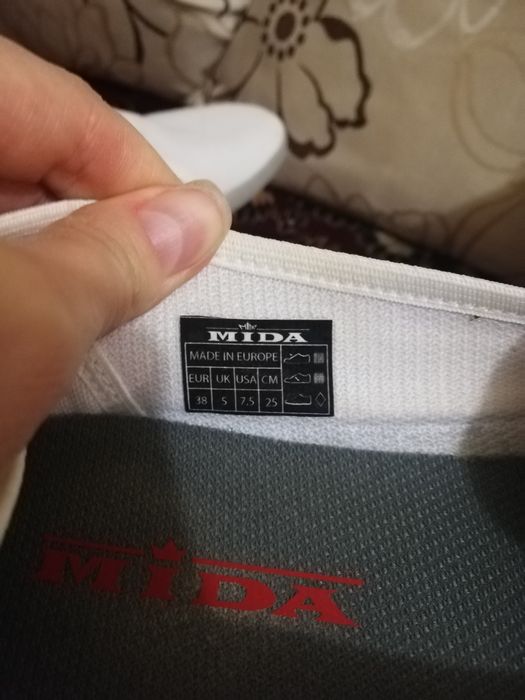 MIDA
MADE IN EUROPE
EUR UK USA CM
38 5 7.5 25
MIDA